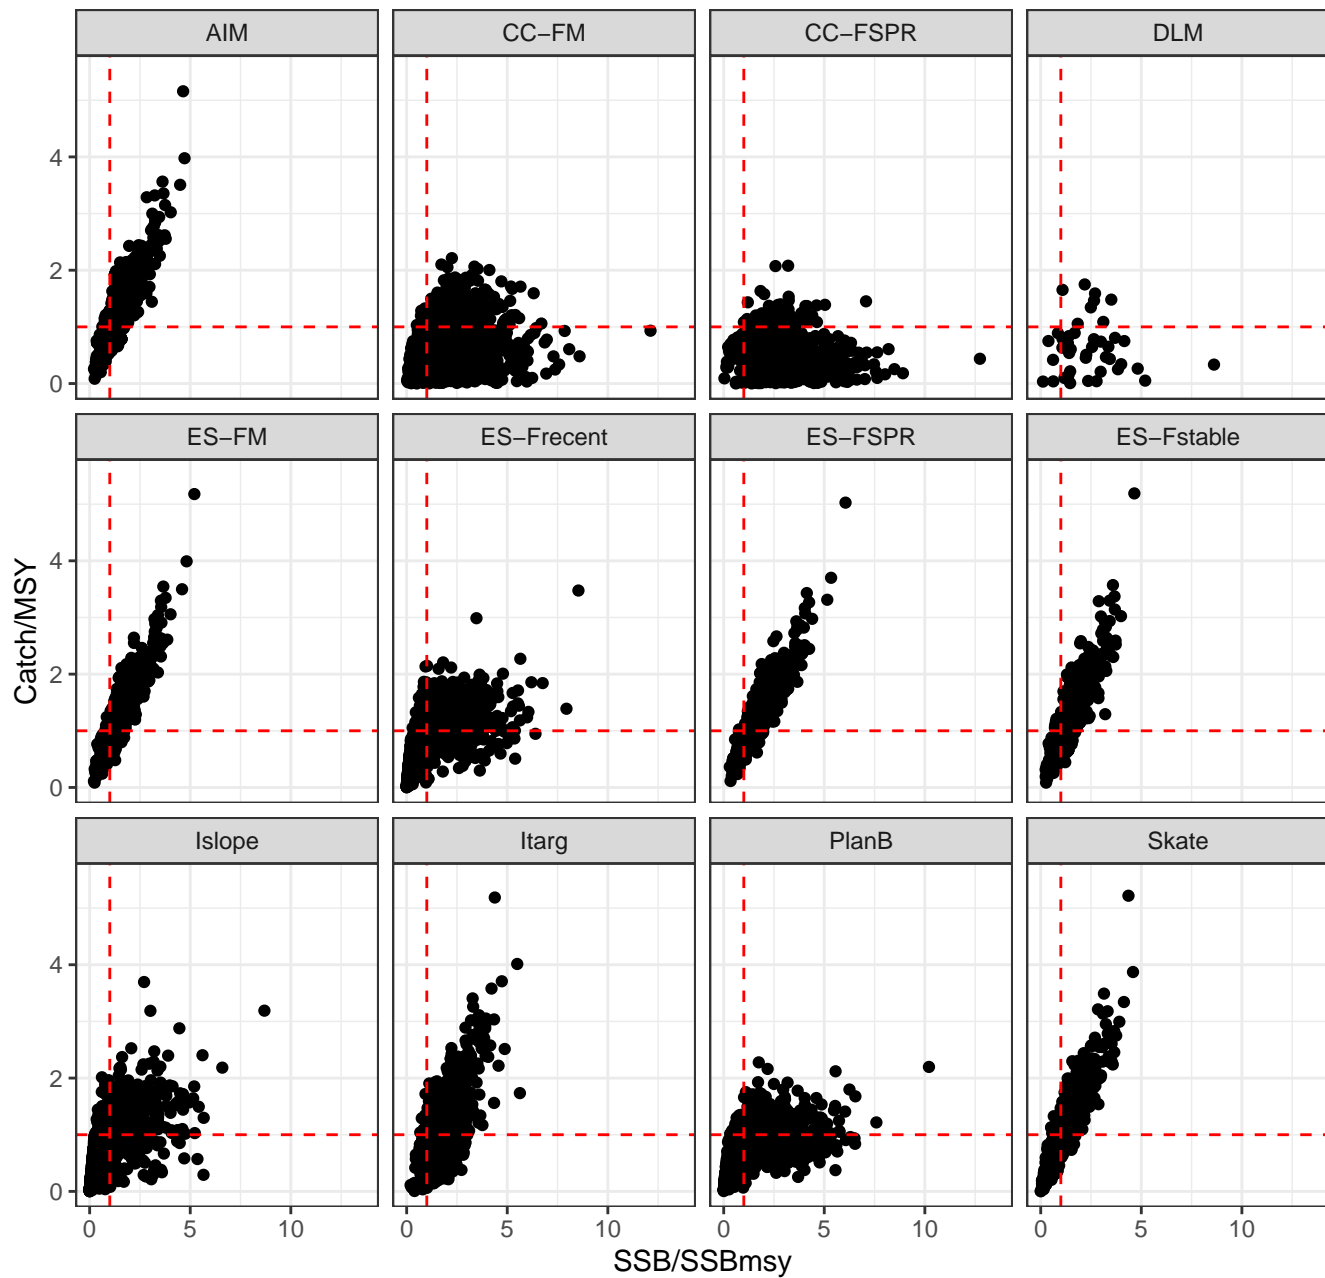 AIM CC−FM CC−FSPR DLM
4
2
0
ES−FM ES−Frecent ES−FSPR ES−Fstable
Catch/MSY
4
2
0
Islope Itarg PlanB Skate
4
2
0
0 5 10 0 5 10 0 5 10 0 5 10
SSB/SSBmsy